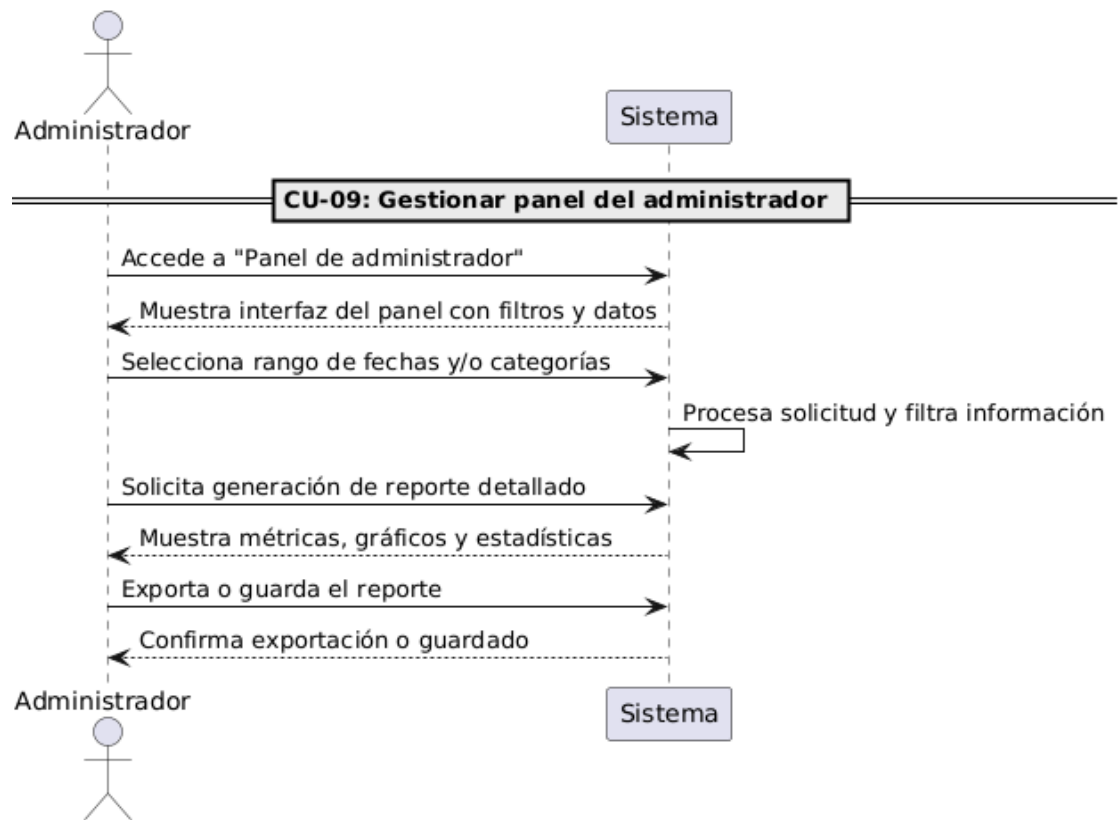 Administrador
Sistema
CU-09: Gestionar panel del administrador
Accede a "Panel de administrador"
Muestra interfaz del panel con filtros y datos
Selecciona rango de fechas y/o categorías
Procesa solicitud y filtra información
Solicita generación de reporte detallado
Muestra métricas, gráficos y estadísticas
Exporta o guarda el reporte
Confirma exportación o guardado
Administrador
Sistema